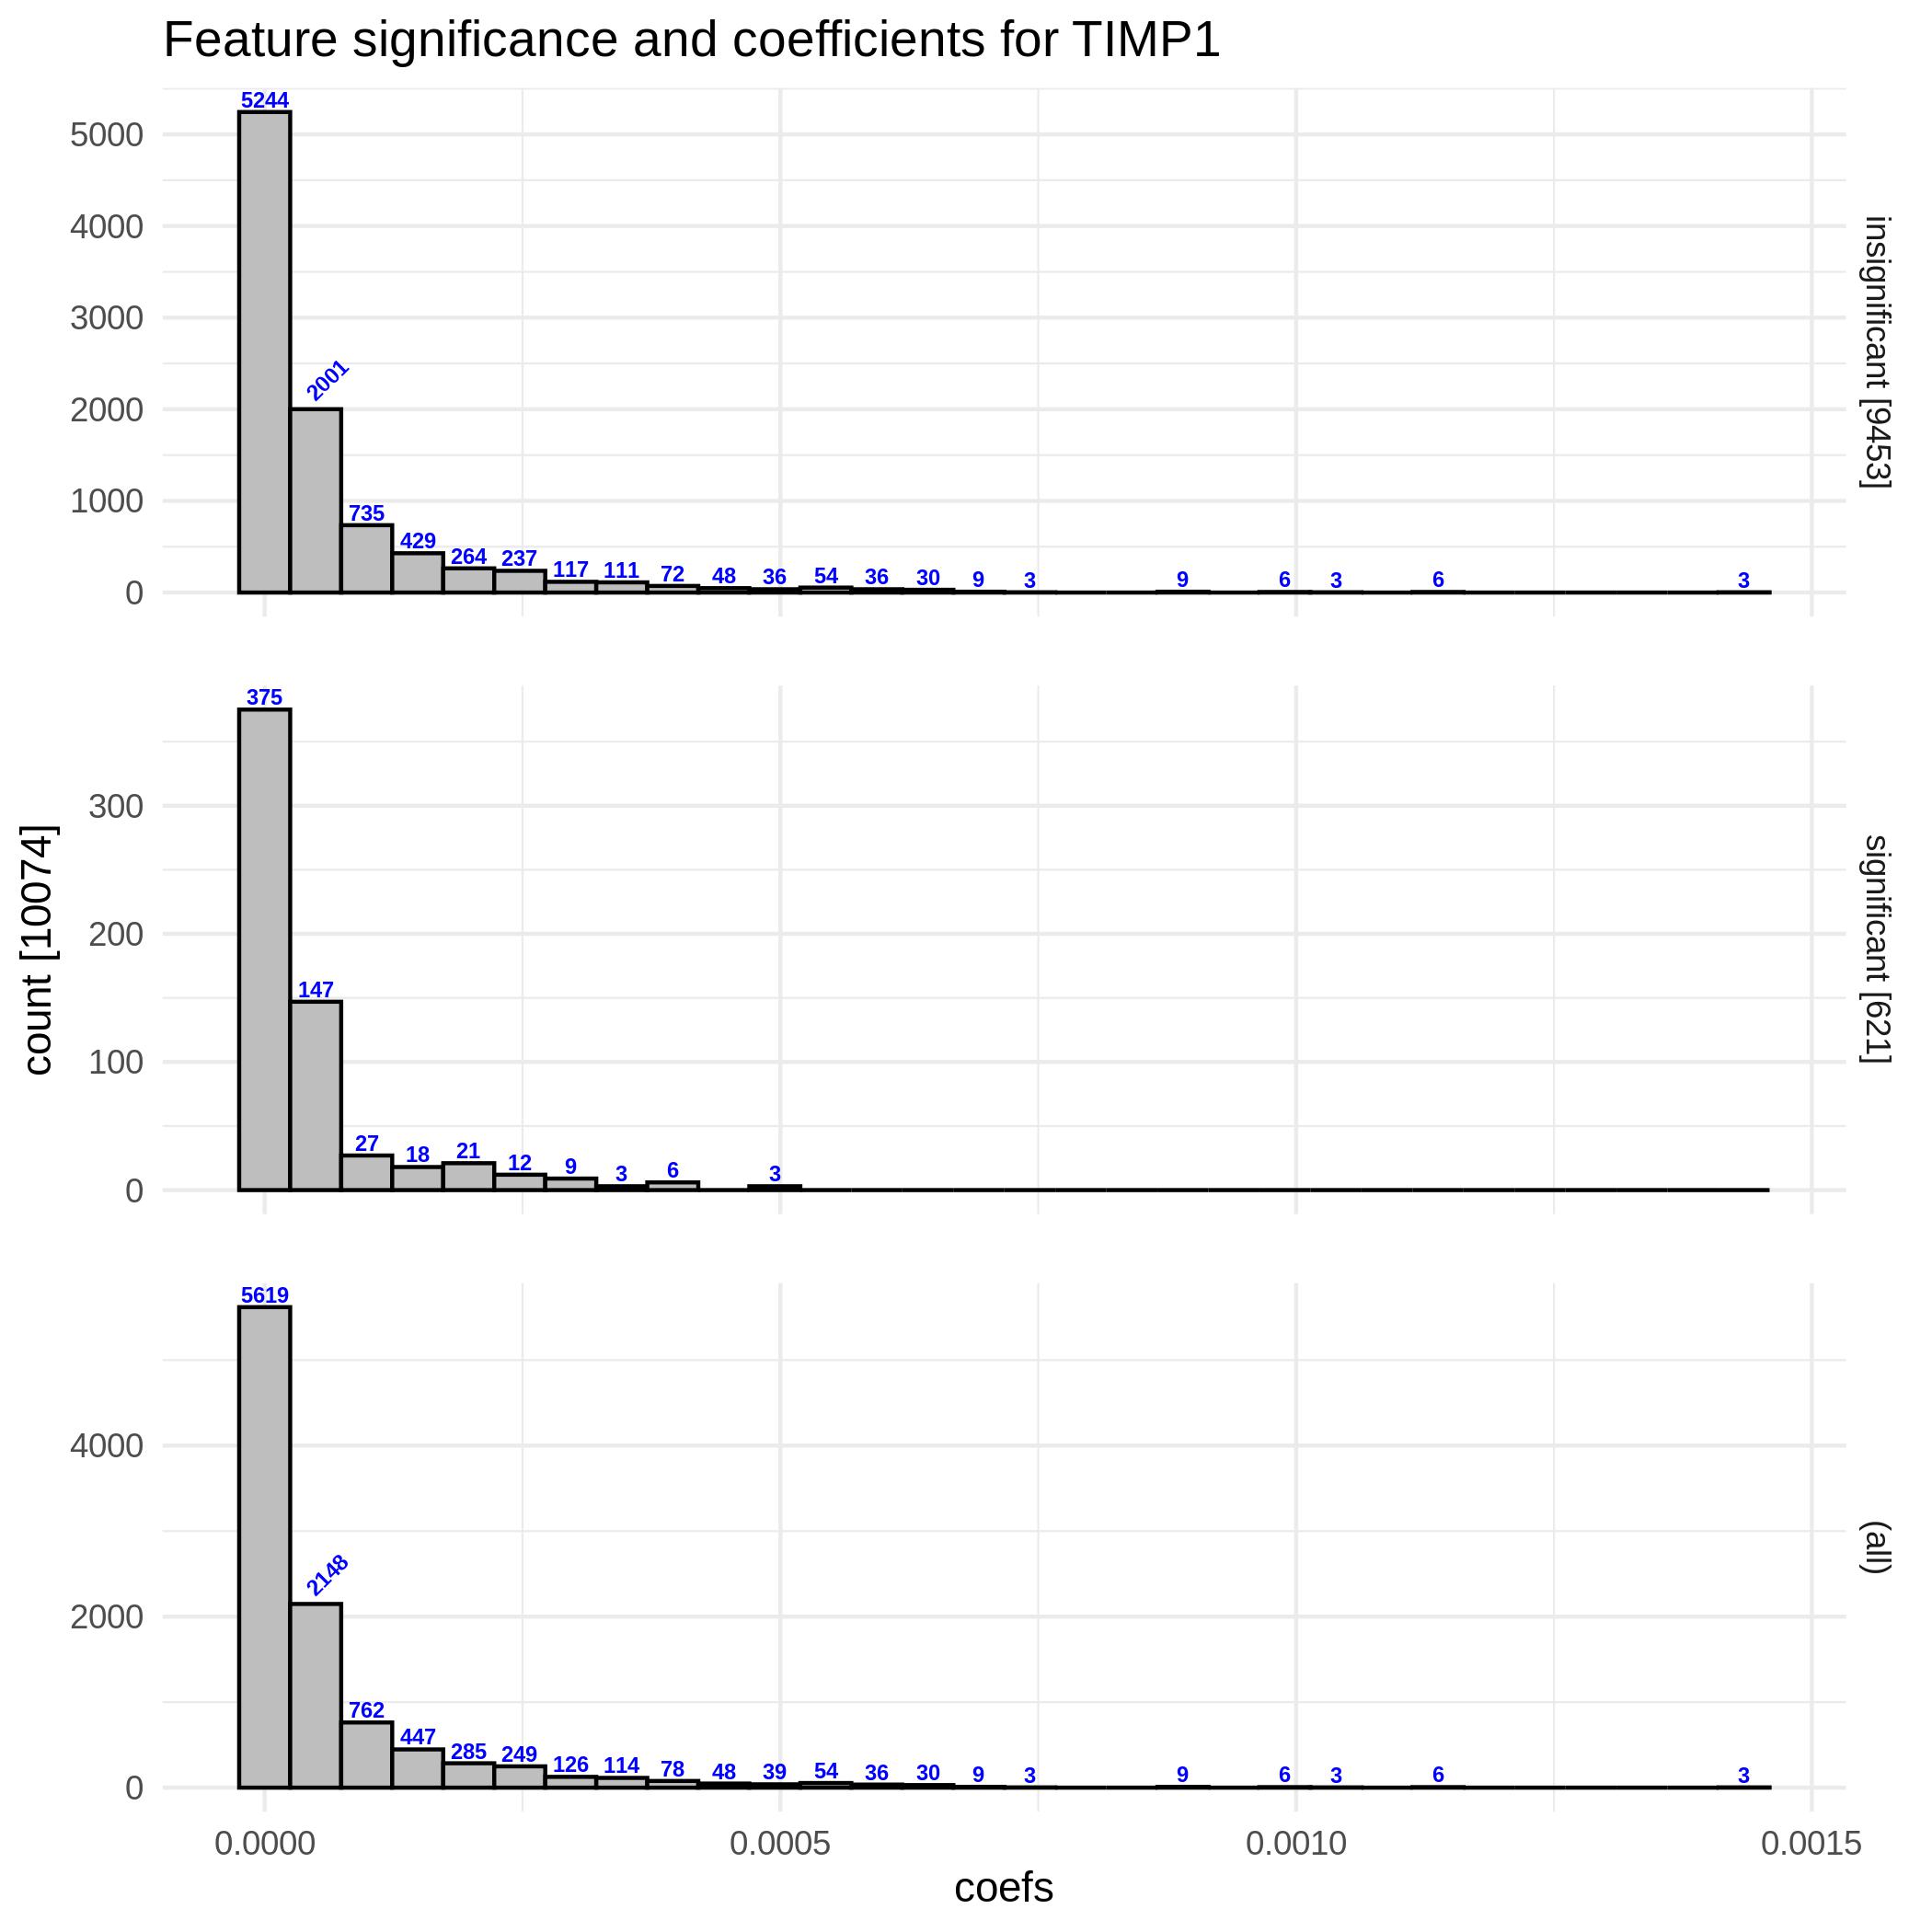 Feature significance and coefficients for TIMP1
5244
5000
4000
3000
2001
2000
1000
735
429
264 237 117 111 72 48 36 54 36 30 9 3 9 6 3 6 3
0
insignificant [9453]
375
300
200
147
100
27 18 21 12 9 3 6 3
0
significant [621]
count [10074]
5619
4000
2148
2000
762
447
285 249 126 114 78 48 39 54 36 30 9 3 9 6 3 6 3
0
(all)
0.0000 0.0005 0.0010 0.0015
coefs